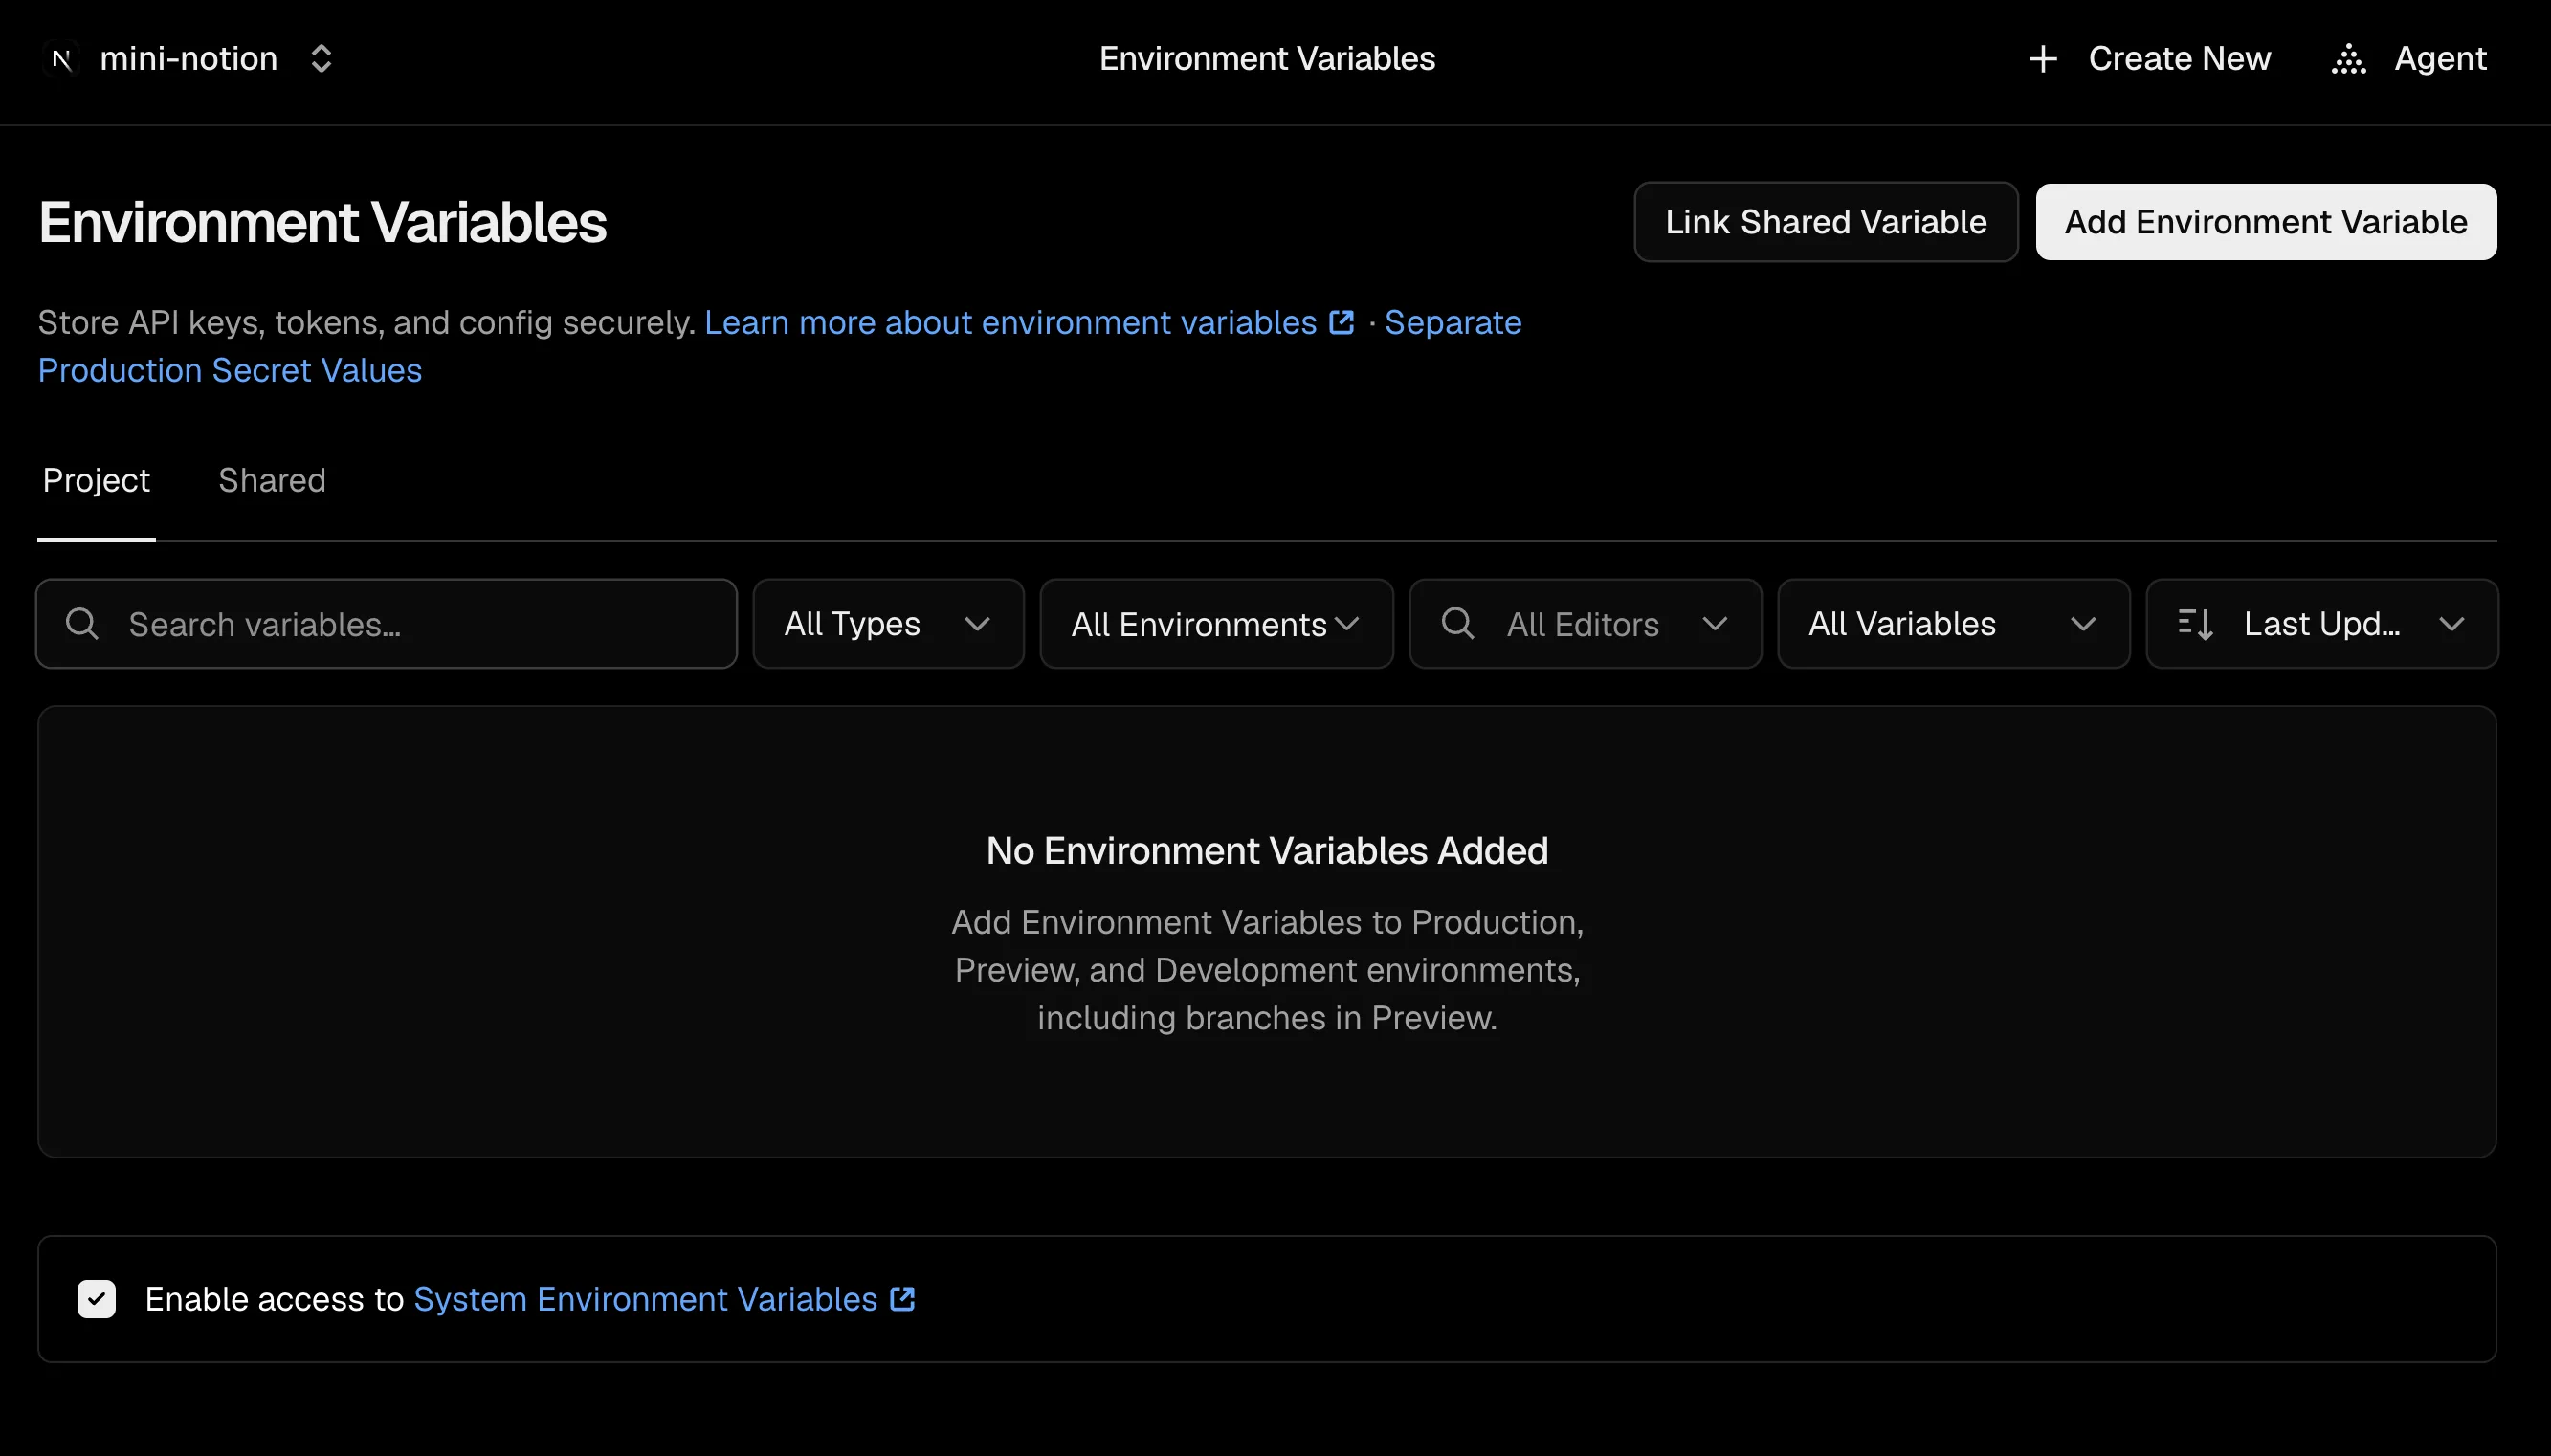 mini-notion
Environment Variables
Create New
Agent
Environment Variables
Link Shared Variable
Add Environment Variable
Store API keys, tokens, and config securely. Learn more about environment variables · Separate
Production Secret Values
Project
Shared
Search variables...
All Types
All Environments
All Editors
All Variables
Last Upd...
No Environment Variables Added
Add Environment Variables to Production,
Preview, and Development environments,
including branches in Preview.
Enable access to System Environment Variables